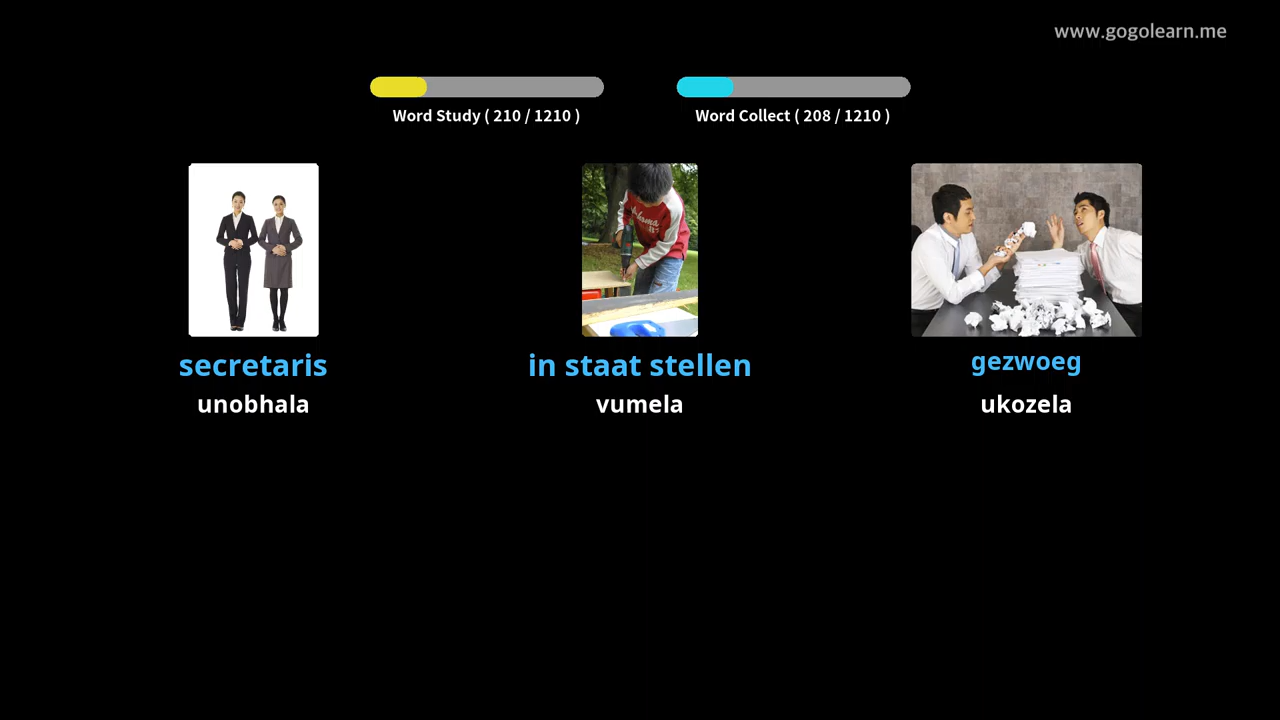 www.gogolearn.me
Word Study ( 210 / 1210 )
Word Collect ( 208 / 1210 )
secretaris
in staat stellen
gezwoeg
unobhala
vumela
ukozela